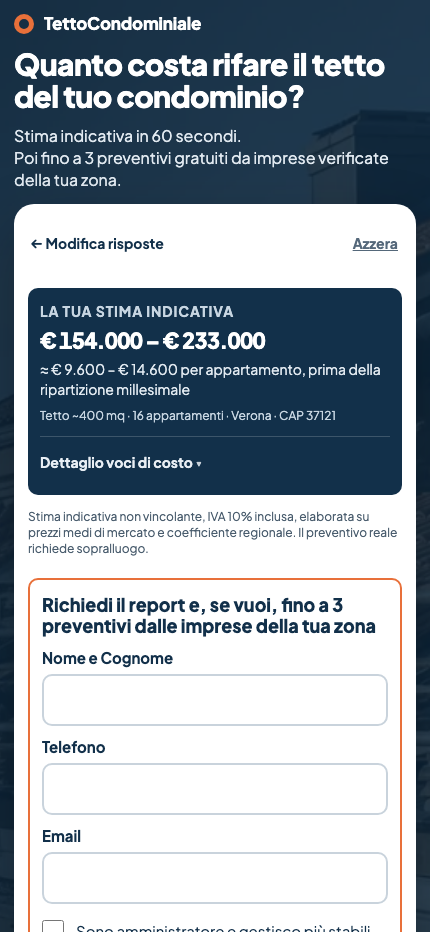 TettoCondominiale
Quanto costa rifare il tetto
del tuo condominio?
Stima indicativa in 60 secondi.
Poi fino a 3 preventivi gratuiti da imprese verificate
della tua zona.
← Modifica risposte
Azzera
LA TUA STIMA INDICATIVA
€ 154.000 – € 233.000
≈ € 9.600 – € 14.600 per appartamento, prima della
ripartizione millesimale
Tetto ~400 mq · 16 appartamenti · Verona · CAP 37121
Dettaglio voci di costo ▾
Stima indicativa non vincolante, IVA 10% inclusa, elaborata su
prezzi medi di mercato e coefficiente regionale. Il preventivo reale
richiede sopralluogo.
Richiedi il report e, se vuoi, fino a 3
preventivi dalle imprese della tua zona
Nome e Cognome
Telefono
Email
Sono amministratore e gestisco più stabili